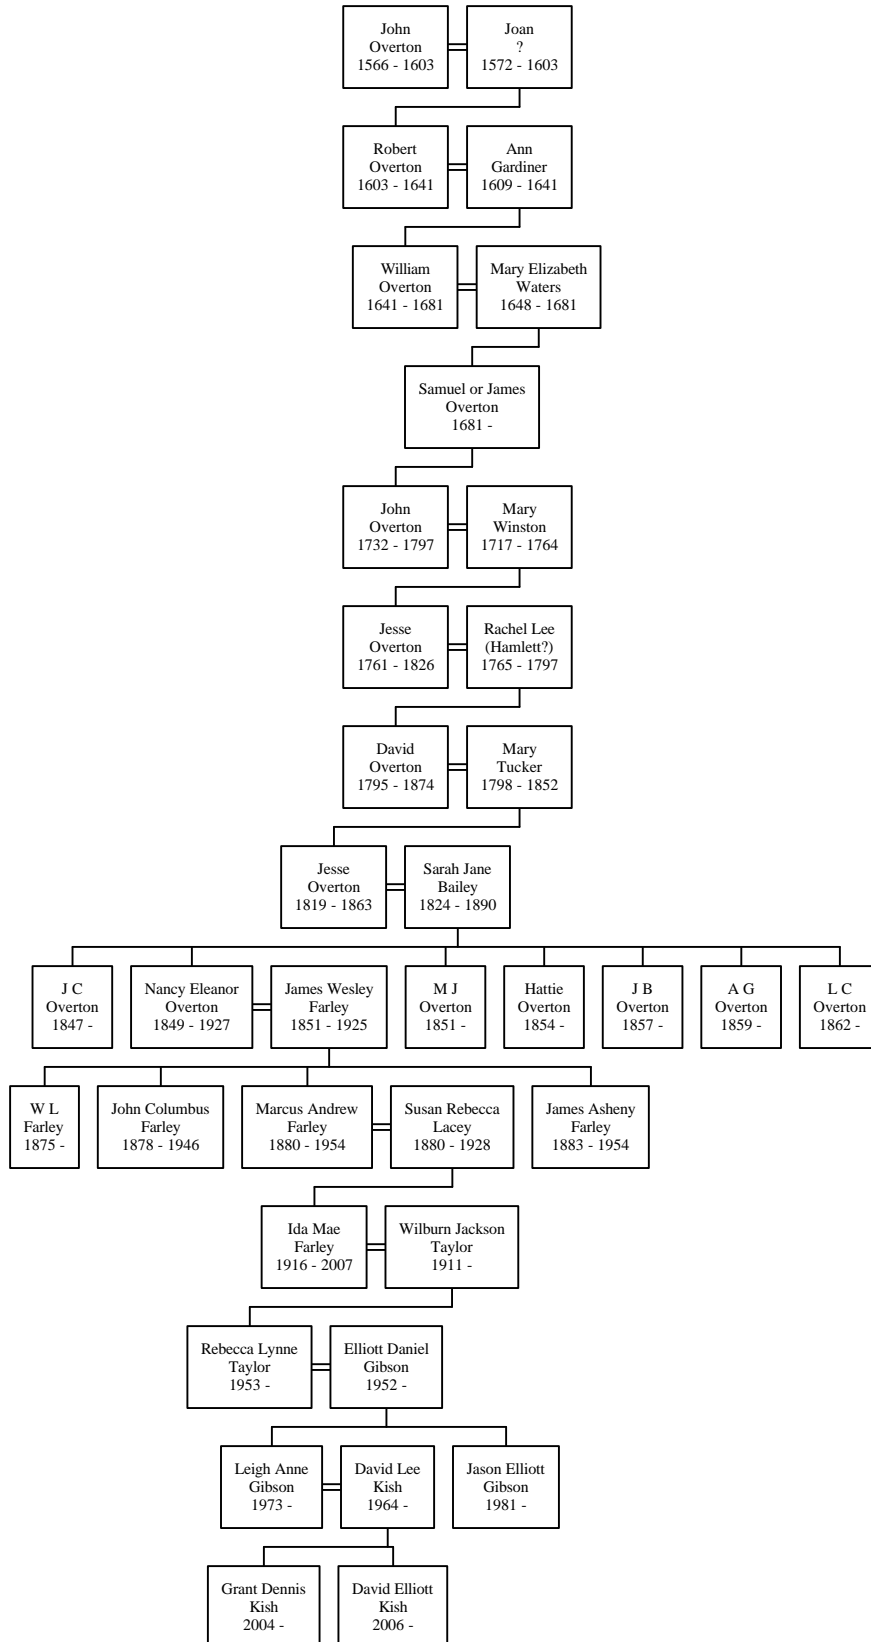 John
Overton
1566 - 1603
Joan
?
1572 - 1603
Robert
Overton
1603 - 1641
Ann
Gardiner
1609 - 1641
William
Overton
1641 - 1681
Mary Elizabeth
Waters
1648 - 1681
Samuel or James
Overton
1681 -
John
Overton
1732 - 1797
Mary
Winston
1717 - 1764
Jesse
Overton
1761 - 1826
Rachel Lee
(Hamlett?)
1765 - 1797
David
Overton
1795 - 1874
Mary
Tucker
1798 - 1852
Jesse
Overton
1819 - 1863
Sarah Jane
Bailey
1824 - 1890
J C
Overton
1847 -
Nancy Eleanor
Overton
1849 - 1927
James Wesley
Farley
1851 - 1925
M J
Overton
1851 -
Hattie
Overton
1854 -
J B
Overton
1857 -
A G
Overton
1859 -
L C
Overton
1862 -
W L
Farley
1875 -
John Columbus
Farley
1878 - 1946
Marcus Andrew
Farley
1880 - 1954
Susan Rebecca
Lacey
1880 - 1928
James Asheny
Farley
1883 - 1954
Ida Mae
Farley
1916 - 2007
Wilburn Jackson
Taylor
1911 -
Rebecca Lynne
Taylor
1953 -
Elliott Daniel
Gibson
1952 -
Leigh Anne
Gibson
1973 -
David Lee
Kish
1964 -
Jason Elliott
Gibson
1981 -
Grant Dennis
Kish
2004 -
David Elliott
Kish
2006 -